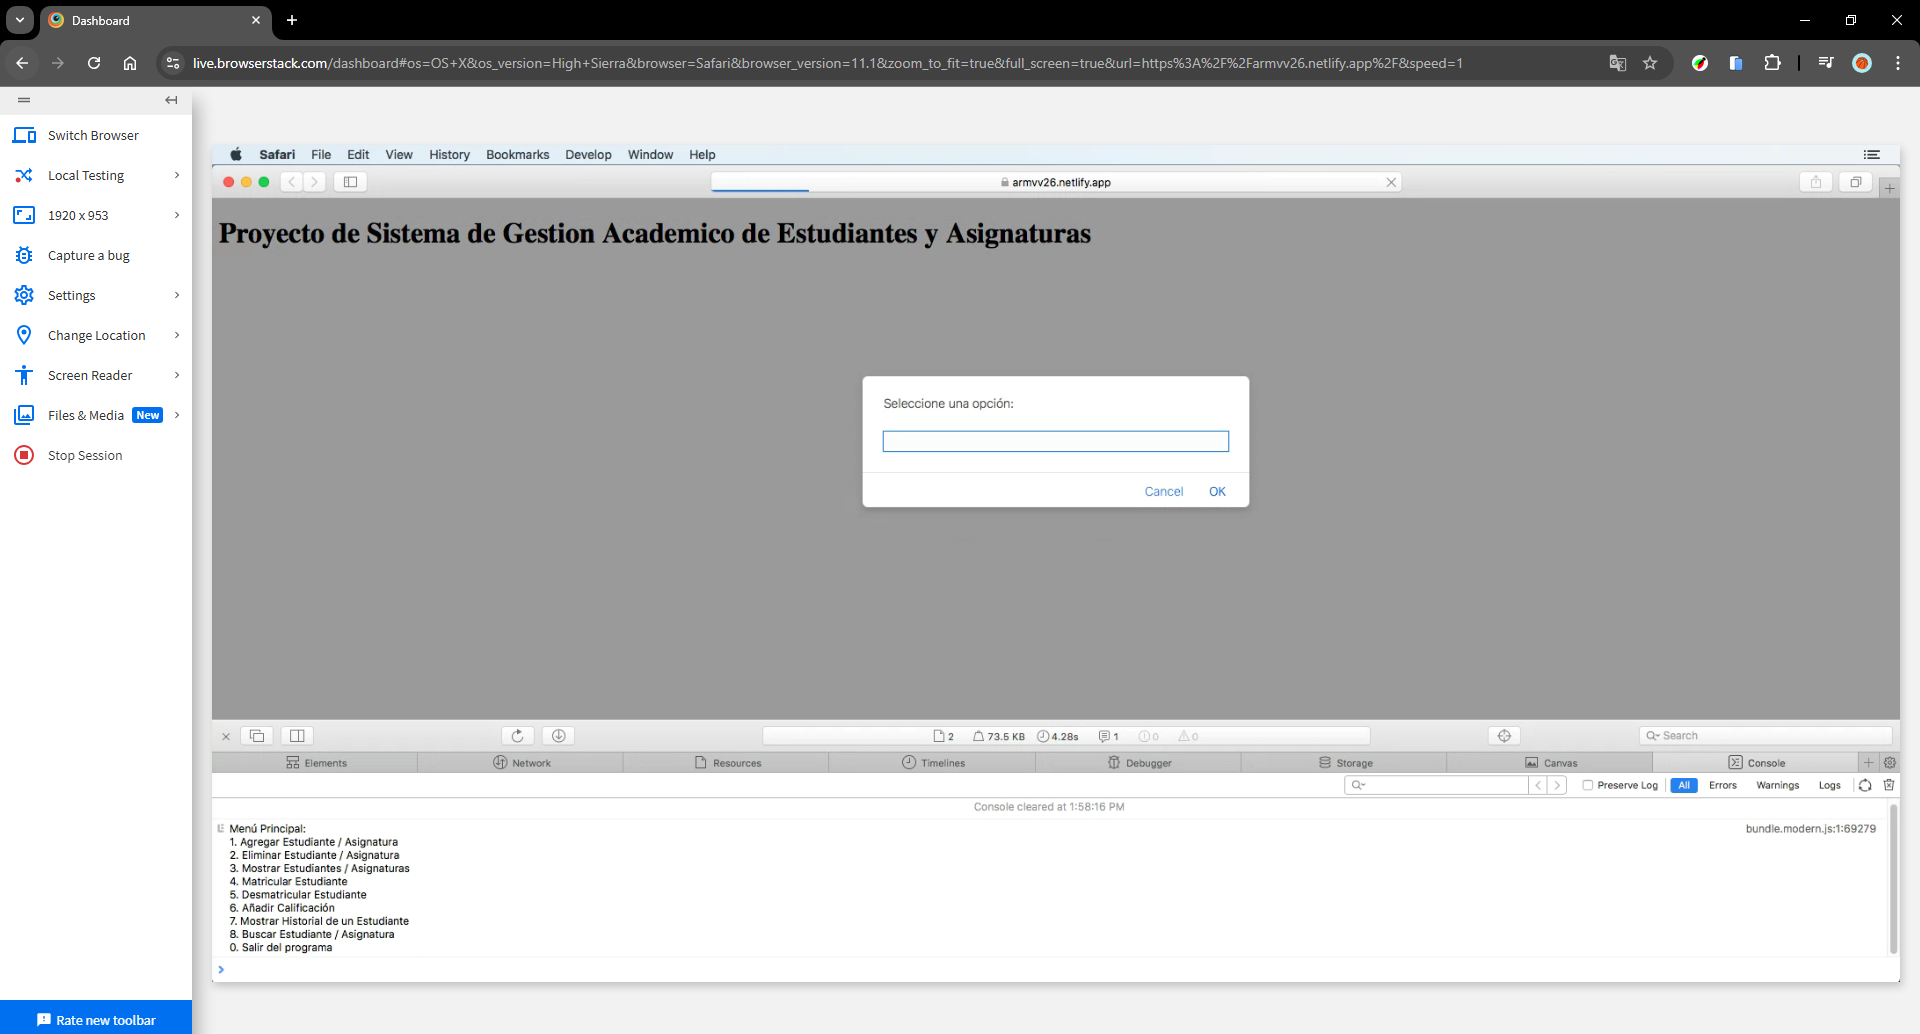 Dashboard
live.browserstack.com/dashboard#os=OS+X&os_version=High+Sierra&browser=Safari&browser_version=11.1&zoom_to_fit=true&full_screen=true&url=https%3A%2F%2Farmvv26.netlify.app%2F&speed=1
Switch Browser
Local Testing
1920 x 953
Capture a bug
Settings
Change Location
Screen Reader
Files & Media New
Stop Session
Rate new toolbar
Safari File Edit View History Bookmarks Develop Window Help
armvv26.netlify.app
Proyecto de Sistema de Gestion Academico de Estudiantes y Asignaturas
Seleccione una opción:
Cancel OK
2 73.5 KB 4.28s 1 0 0 Search
Elements Network Resources Timelines Debugger Storage Canvas Console
Preserve Log All Errors Warnings Logs
Console cleared at 1:58:16 PM
Menú Principal: bundle.modern.js:1:69279
1. Agregar Estudiante / Asignatura
2. Eliminar Estudiante / Asignatura
3. Mostrar Estudiantes / Asignaturas
4. Matricular Estudiante
5. Desmatricular Estudiante
6. Añadir Calificación
7. Mostrar Historial de un Estudiante
8. Buscar Estudiante / Asignatura
0. Salir del programa